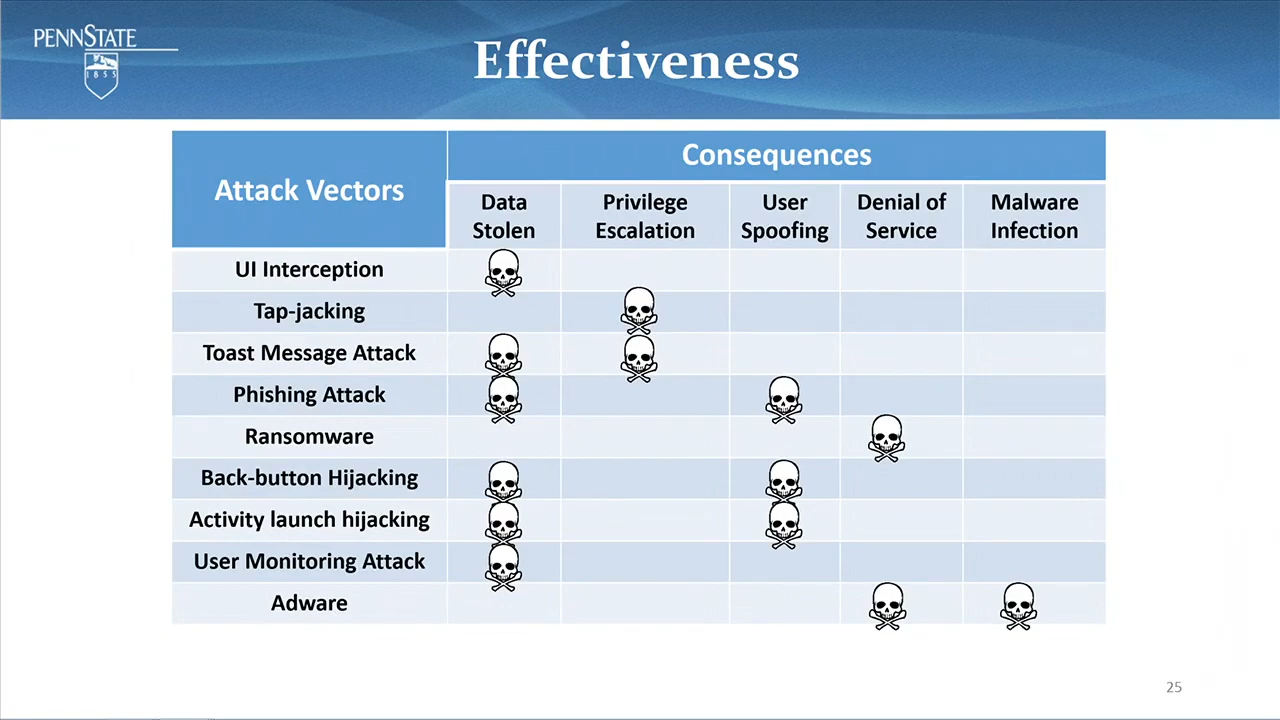 PENNSTATE
1855
Effectiveness
Attack Vectors
Consequences
Data
Stolen
Privilege
Escalation
User
Spoofing
Denial of
Service
Malware
Infection
UI Interception
Tap-jacking
Toast Message Attack
Phishing Attack
Ransomware
Back-button Hijacking
Activity launch hijacking
User Monitoring Attack
Adware
25